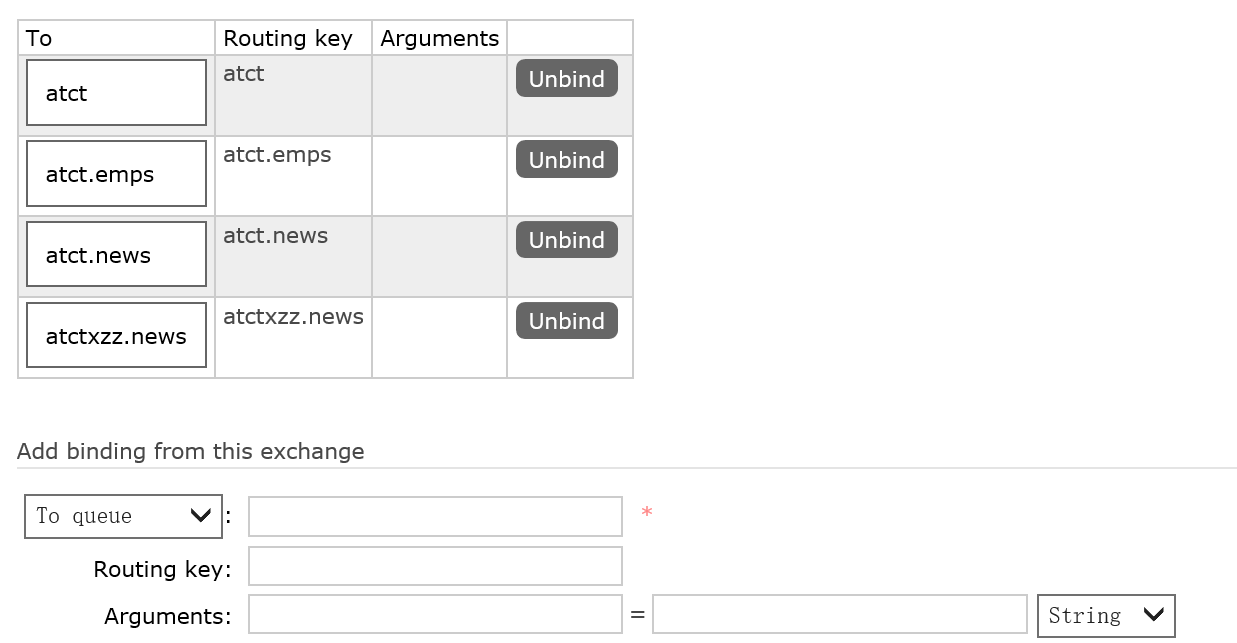 To Routing key Arguments
atct atct Unbind
atct.emps atct.emps Unbind
atct.news atct.news Unbind
atctxzz.news atctxzz.news Unbind
Add binding from this exchange
To queue : *
Routing key:
Arguments: = String